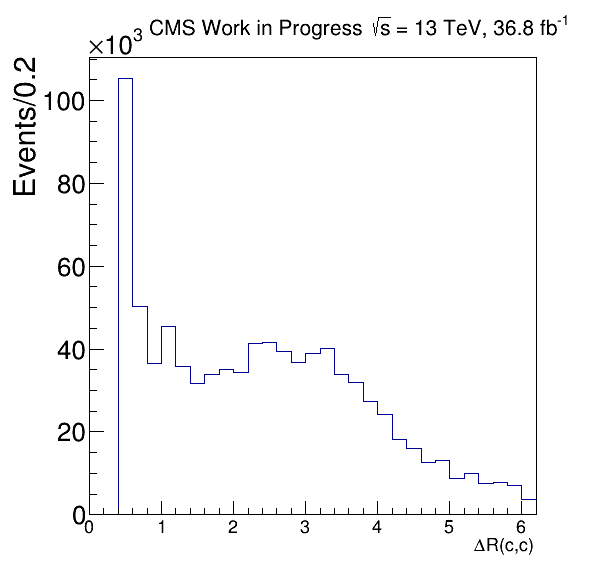 ×10³ CMS Work in Progress √s = 13 TeV, 36.8 fb⁻¹
Events/0.2
100
80
60
40
20
0
0 1 2 3 4 5 6
ΔR(c,c)